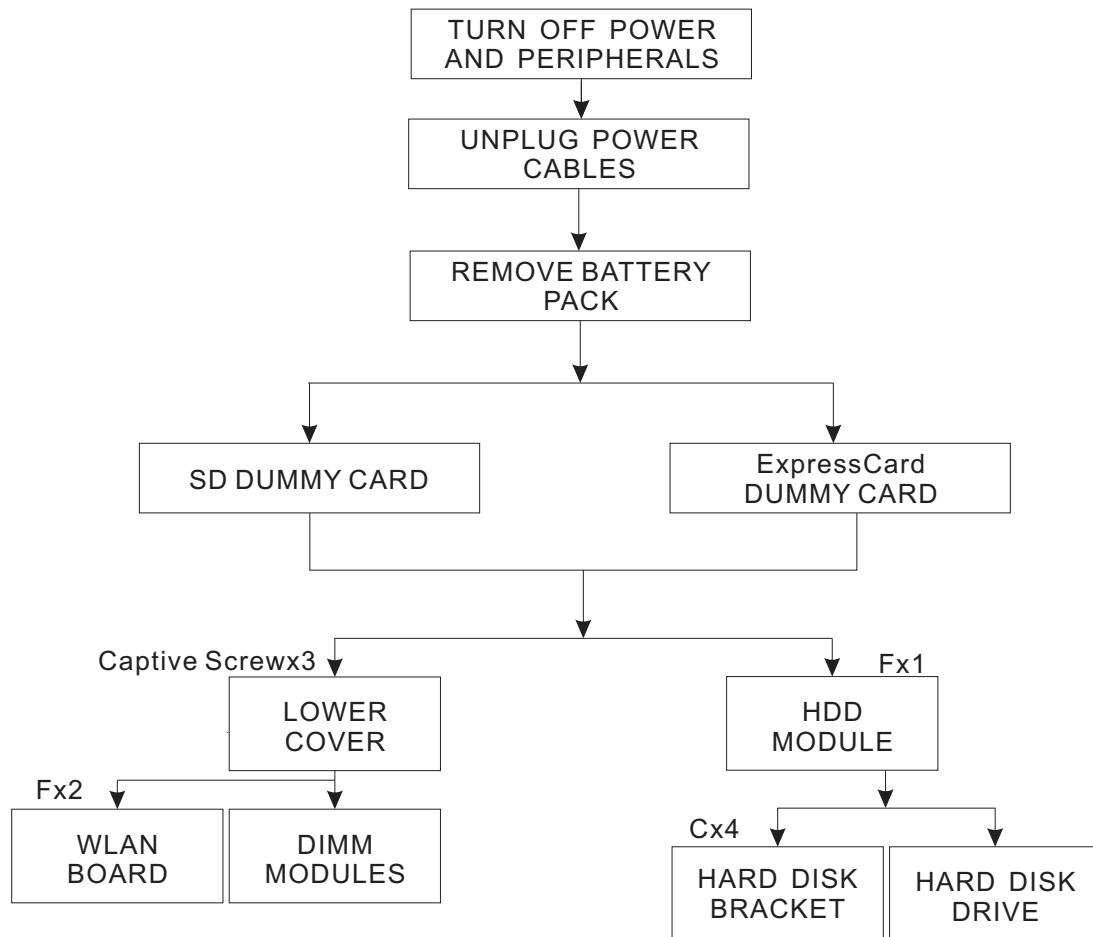 TURN OFF POWER
AND PERIPHERALS
UNPLUG POWER
CABLES
REMOVE BATTERY
PACK
SD DUMMY CARD
ExpressCard
DUMMY CARD
Captive Screwx3
Fx1
LOWER
COVER
HDD
MODULE
Fx2
Cx4
WLAN
BOARD
DIMM
MODULES
HARD DISK
BRACKET
HARD DISK
DRIVE